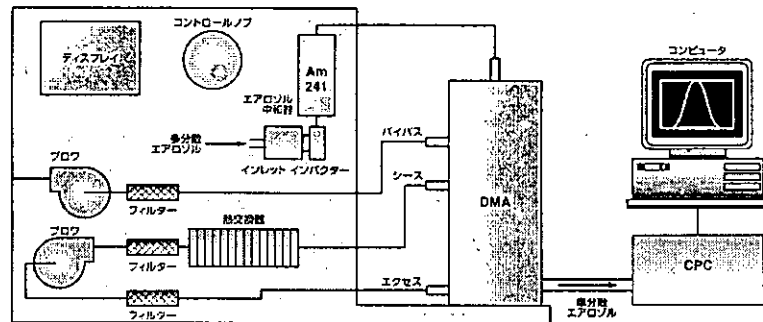 コントロールノブ
ディスプレイ
Am
241
エアロゾル
中和器
多分散
エアロゾル
インレット インパクター
バイパス
シース
DMA
エクセス
ブロワ
フィルター
ブロワ
フィルター
熱交換器
フィルター
コンピュータ
CPC
単分散
エアロゾル